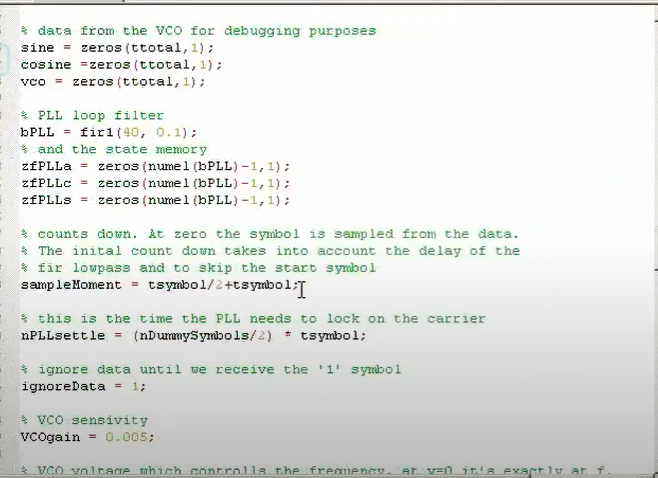 % data from the VCO for debugging purposes
sine = zeros(ttotal,1);
cosine =zeros(ttotal,1);
vco = zeros(ttotal,1);
% PLL loop filter
bPLL = fir1(40, 0.1);
% and the state memory
zfPLLa = zeros(numel(bPLL)-1,1);
zfPLLc = zeros(numel(bPLL)-1,1);
zfPLLs = zeros(numel(bPLL)-1,1);
% counts down. At zero the symbol is sampled from the data.
% The inital count down takes into account the delay of the
% fir lowpass and to skip the start symbol
sampleMoment = tsymbol/2+tsymbol;
% this is the time the PLL needs to lock on the carrier
nPLLsettle = (nDummySymbols/2) * tsymbol;
% ignore data until we receive the '1' symbol
ignoreData = 1;
% VCO sensitivity
VCOgain = 0.005;
% VCO voltage which controlls the frequency. at v=0 it's exactly at f.